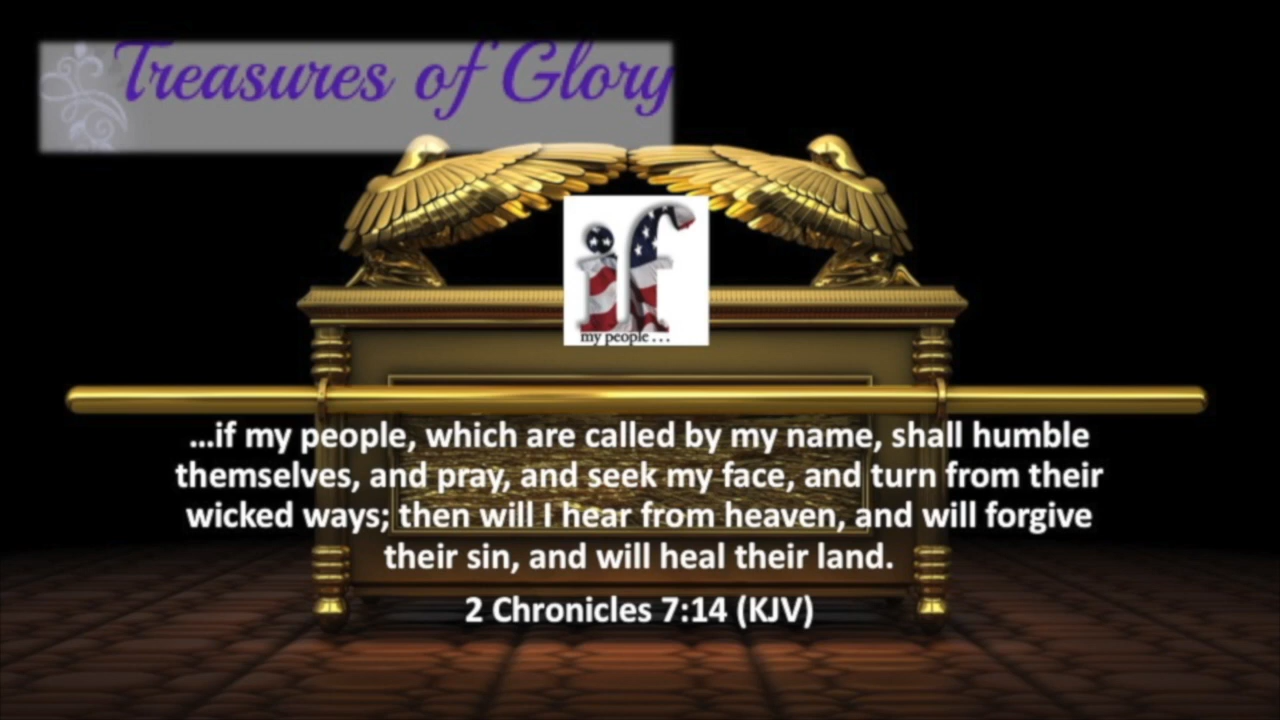 Treasures of Glory
if
my people...
...if my people, which are called by my name, shall humble
themselves, and pray, and seek my face, and turn from their
wicked ways; then will I hear from heaven, and will forgive
their sin, and will heal their land.
2 Chronicles 7:14 (KJV)